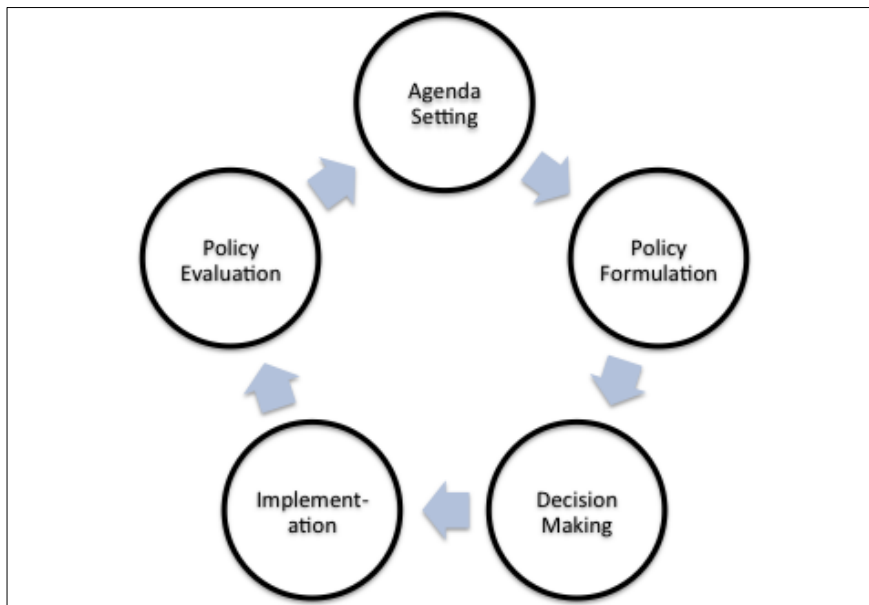 Agenda
Setting
Policy
Formulation
Decision
Making
Implement-
ation
Policy
Evaluation